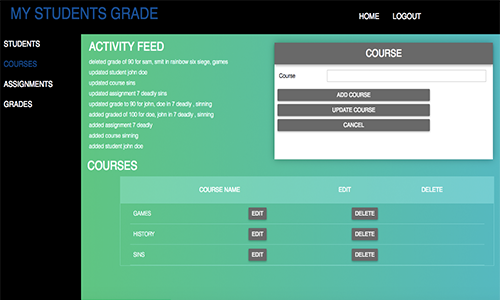 MY STUDENTS GRADE
HOME
LOGOUT
STUDENTS
COURSES
ASSIGNMENTS
GRADES
ACTIVITY FEED
deleted grade of 90 for sam, smit in rainbow six siege, games
updated student john doe
updated course sins
updated assignment 7 deadly sins
updated grade to 90 for john, doe in 7 deadly , sinning
added graded of 100 for doe, john in 7 deadly , sinning
added assignment 7 deadly
added course sinning
added student john doe
COURSE
Course
ADD COURSE
UPDATE COURSE
CANCEL
COURSES
COURSE NAME EDIT DELETE
GAMES EDIT DELETE
HISTORY EDIT DELETE
SINS EDIT DELETE